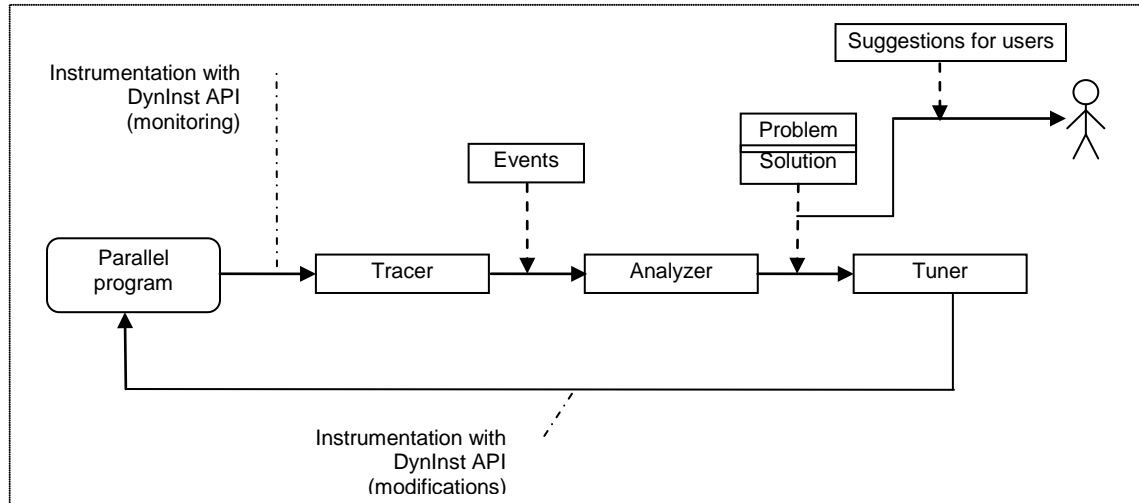 Suggestions for users
Instrumentation with
DynInst API
(monitoring)
Problem
Solution
Events
Parallel
program
Tracer
Analyzer
Tuner
Instrumentation with
DynInst API
(modifications)